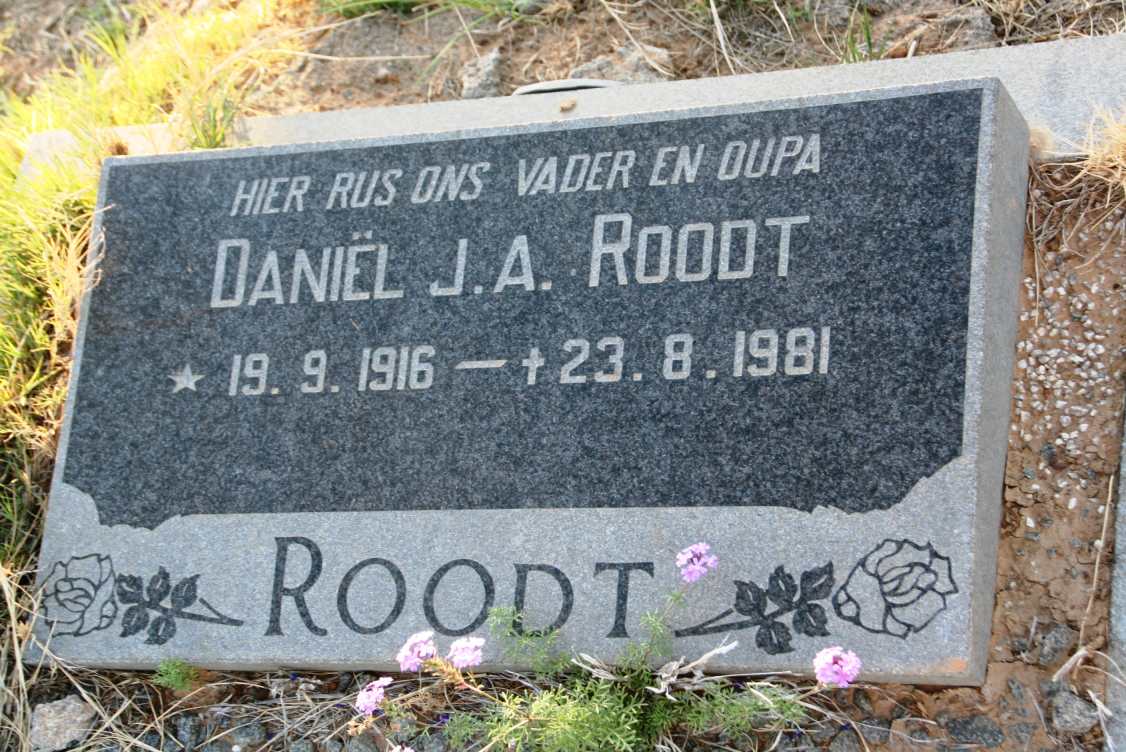 HIER RUS ONS VADER EN OUPA
DANIËL J.A. ROODT
★ 19.9.1916 — ✝ 23.8.1981
ROODT